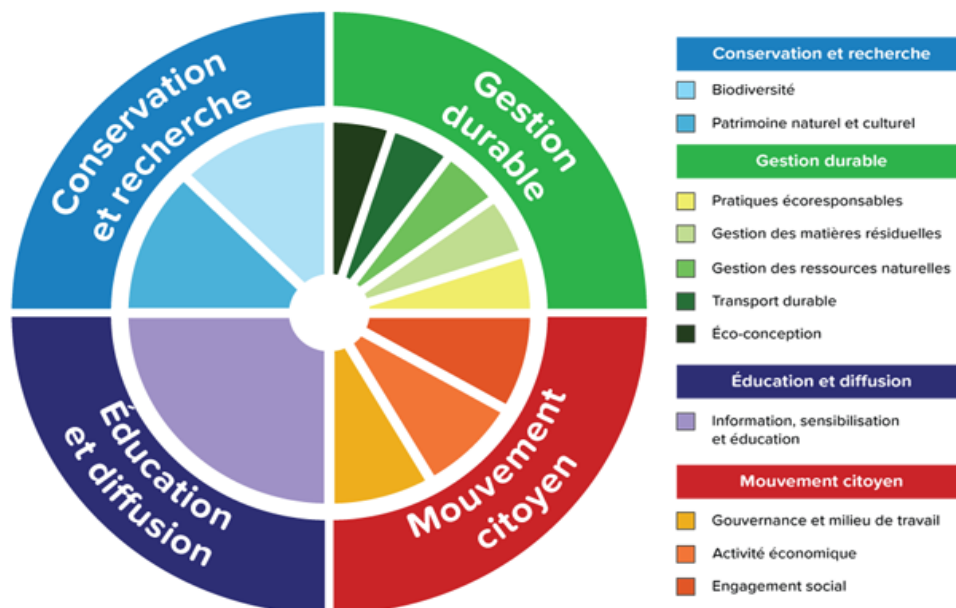 Conservation
et recherche
Gestion
durable
Éducation
et diffusion
Mouvement
citoyen
Conservation et recherche
Biodiversité
Patrimoine naturel et culturel
Gestion durable
Pratiques écoresponsables
Gestion des matières résiduelles
Gestion des ressources naturelles
Transport durable
Éco-conception
Éducation et diffusion
Information, sensibilisation
et éducation
Mouvement citoyen
Gouvernance et milieu de travail
Activité économique
Engagement social